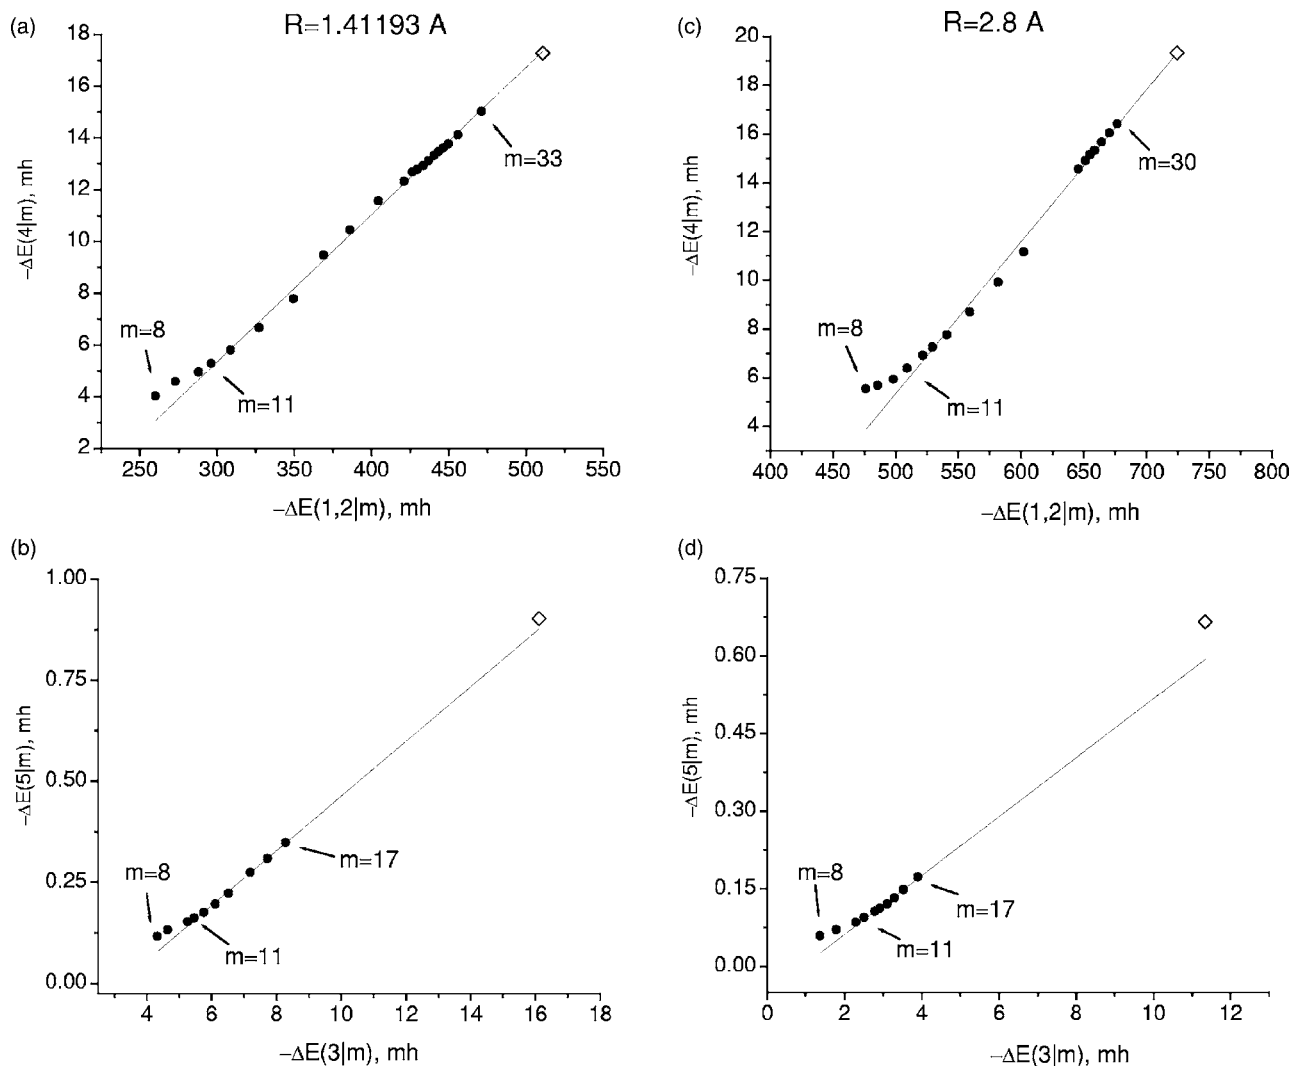 (a)
R=1.41193 A
18
16
14
12
10
8
6
4
2
−ΔE(4|m), mh
m=8
m=11
m=33
250 300 350 400 450 500 550
−ΔE(1,2|m), mh
(c)
R=2.8 A
20
18
16
14
12
10
8
6
4
−ΔE(4|m), mh
m=8
m=11
m=30
400 450 500 550 600 650 700 750 800
−ΔE(1,2|m), mh
(b)
1.00
0.75
0.50
0.25
0.00
−ΔE(5|m), mh
m=8
m=11
m=17
4 6 8 10 12 14 16 18
−ΔE(3|m), mh
(d)
0.75
0.60
0.45
0.30
0.15
0.00
−ΔE(5|m), mh
m=8
m=11
m=17
0 2 4 6 8 10 12
−ΔE(3|m), mh